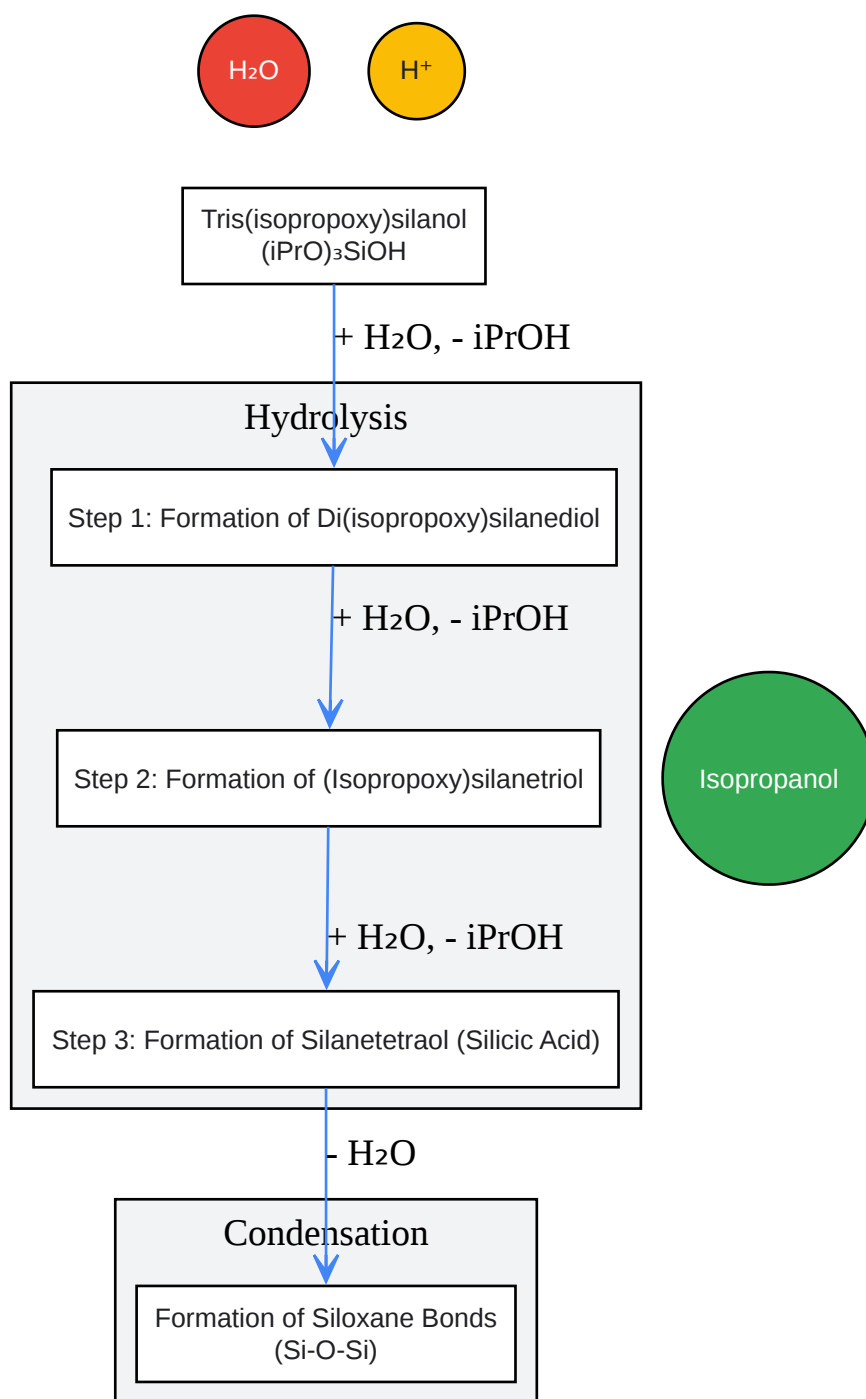 H₂O
H⁺
Tris(isopropoxy)silanol
(iPrO)₃SiOH
+ H₂O, - iPrOH
Hydrolysis
Step 1: Formation of Di(isopropoxy)silanediol
+ H₂O, - iPrOH
Step 2: Formation of (Isopropoxy)silanetriol
Isopropanol
+ H₂O, - iPrOH
Step 3: Formation of Silanetetraol (Silicic Acid)
- H₂O
Condensation
Formation of Siloxane Bonds
(Si-O-Si)